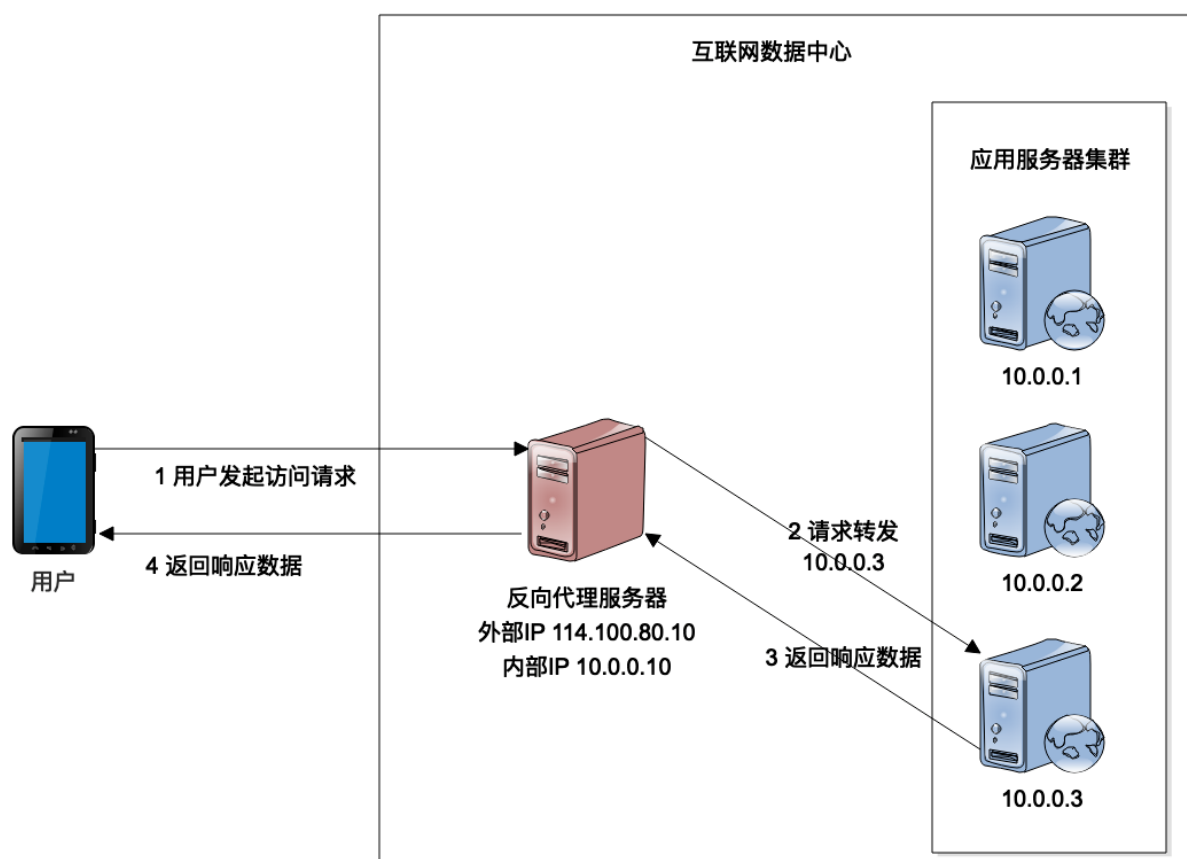 互联网数据中心
应用服务器集群
10.0.0.1
1 用户发起访问请求
4 返回响应数据
用户
反向代理服务器
外部IP 114.100.80.10
内部IP 10.0.0.10
2 请求转发
10.0.0.3
10.0.0.2
3 返回响应数据
10.0.0.3